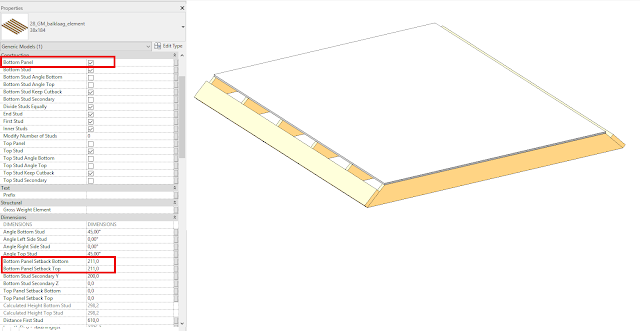 Properties
28_GM_balklaag_element
38x184
Generic Models (1)
Edit Type
Construction
Bottom Panel
Bottom Stud
Bottom Stud Angle Bottom
Bottom Stud Angle Top
Bottom Stud Keep Cutback
Bottom Stud Secondary
Divide Studs Equally
End Stud
First Stud
Inner Studs
Modify Number of Studs 0
Top Panel
Top Stud
Top Stud Angle Bottom
Top Stud Angle Top
Top Stud Keep Cutback
Top Stud Secondary
Text
Prefix
Structural
Gross Weight Element
Dimensions
DIMENSIONS DIMENSIONS
Angle Bottom Stud 45,00°
Angle Left Side Stud 0,00°
Angle Right Side Stud 0,00°
Angle Top Stud 45,00°
Bottom Panel Setback Bottom 211,0
Bottom Panel Setback Top 211,0
Bottom Stud Secondary Y 200,0
Bottom Stud Secondary Z 0,0
Top Panel Setback Bottom 0,0
Top Panel Setback Top 0,0
Calculated Height Bottom Stud 298,2
Calculated Height Top Stud 298,2
Distance First Stud 610,0